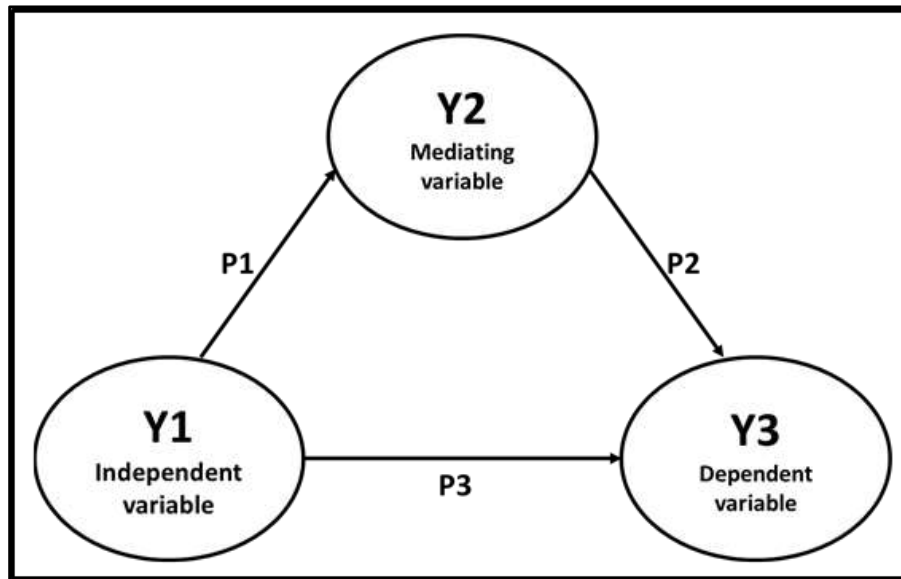 Y2
Mediating
variable
P1
P2
Y1
Independent
variable
P3
Y3
Dependent
variable